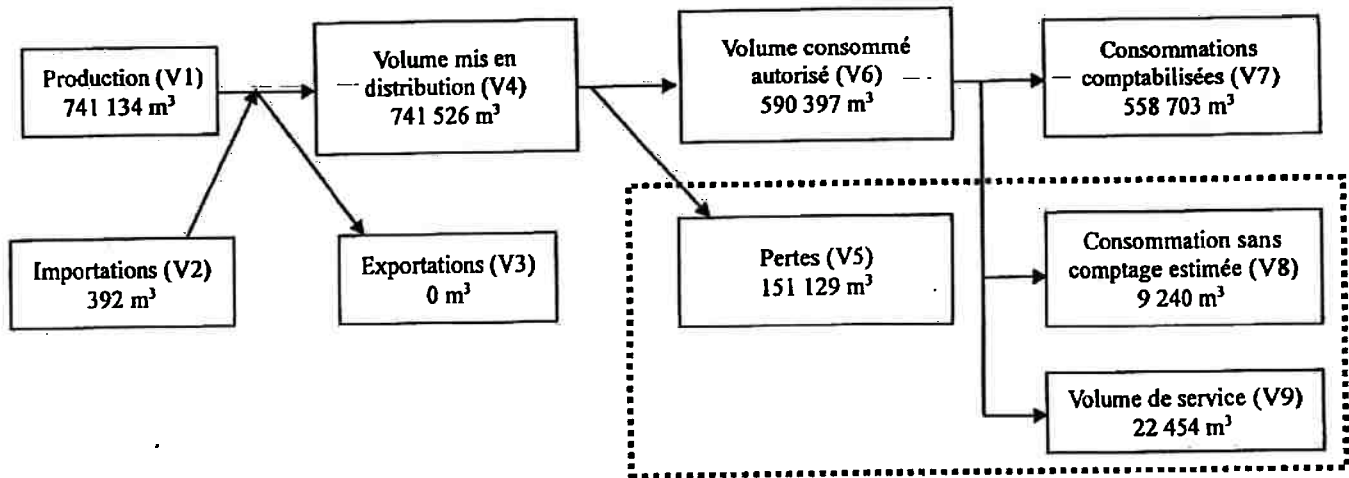 Production (V1)
741 134 m³
Volume mis en
distribution (V4)
741 526 m³
Volume consommé
autorisé (V6)
590 397 m³
Consommations
comptabilisées (V7)
558 703 m³
Importations (V2)
392 m³
Exportations (V3)
0 m³
Pertes (V5)
151 129 m³
Consommation sans
comptage estimée (V8)
9 240 m³
Volume de service (V9)
22 454 m³